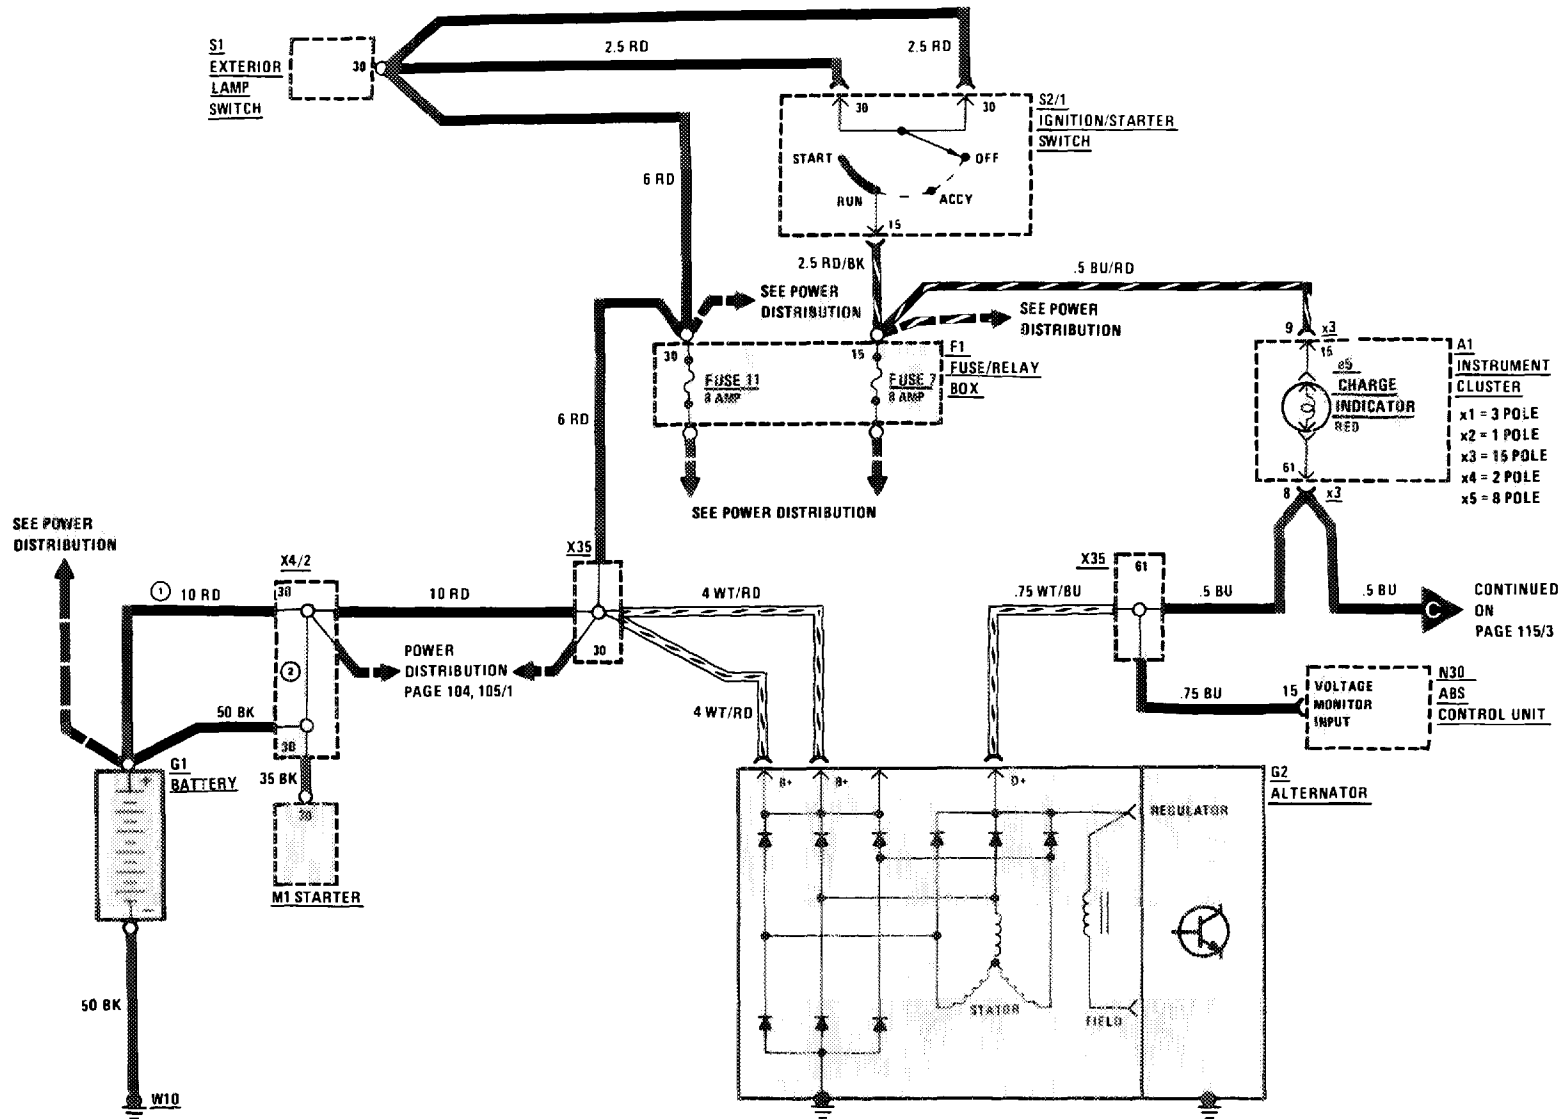 S1
EXTERIOR
LAMP
SWITCH
30
2.5 RD
2.5 RD
6 RD
30
30
S2/1
IGNITION/STARTER
SWITCH
START
OFF
RUN
ACCY
15
2.5 RD/BK
.5 BU/RD
SEE POWER
DISTRIBUTION
SEE POWER
DISTRIBUTION
30
FUSE 11
8 AMP
15
FUSE 7
8 AMP
F1
FUSE/RELAY
BOX
SEE POWER DISTRIBUTION
9
x3
15
e5
CHARGE
INDICATOR
RED
61
8
x3
A1
INSTRUMENT
CLUSTER
x1 = 3 POLE
x2 = 1 POLE
x3 = 15 POLE
x4 = 2 POLE
x5 = 8 POLE
6 RD
SEE POWER
DISTRIBUTION
1
10 RD
X4/2
30
2
30
10 RD
X35
30
POWER
DISTRIBUTION
PAGE 104, 105/1
4 WT/RD
4 WT/RD
.75 WT/BU
X35
61
.5 BU
.5 BU
C
CONTINUED
ON
PAGE 115/3
.75 BU
15
VOLTAGE
MONITOR
INPUT
N30
ABS
CONTROL UNIT
50 BK
35 BK
G1
BATTERY
+
−
30
M1 STARTER
50 BK
W10
B+
B+
D+
G2
ALTERNATOR
REGULATOR
STATOR
FIELD